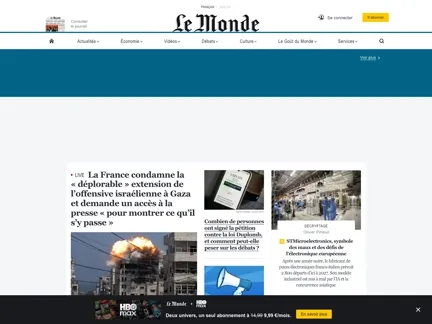 Le Monde
Consulter
le journal
FRANÇAIS
Le Monde
Se connecter
S'abonner
Actualités
Économie
Vidéos
Débats
Culture
Le Goût du Monde
Services
Voir plus
LIVE La France condamne la
« déplorable » extension de
l'offensive israélienne à Gaza
et demande un accès à la
presse « pour montrer ce qu'il
s'y passe »
Combien de personnes
ont signé la pétition
contre la loi Duplomb,
et comment peut-elle
peser sur les débats ?
DÉCRYPTAGE
Olivier Pinaud
STMicroelectronics, symbole
des maux et des défis de
l'électronique européenne
Après une année noire, le fabricant de
puces électroniques franco-italien prévoit
Son modèle
industriel est mis à mal par l'IA et la
concurrence asiatique
HBO
max
Le Monde + HBO max
Deux univers, un seul abonnement à 14,99 9,99 €/mois.
En savoir plus